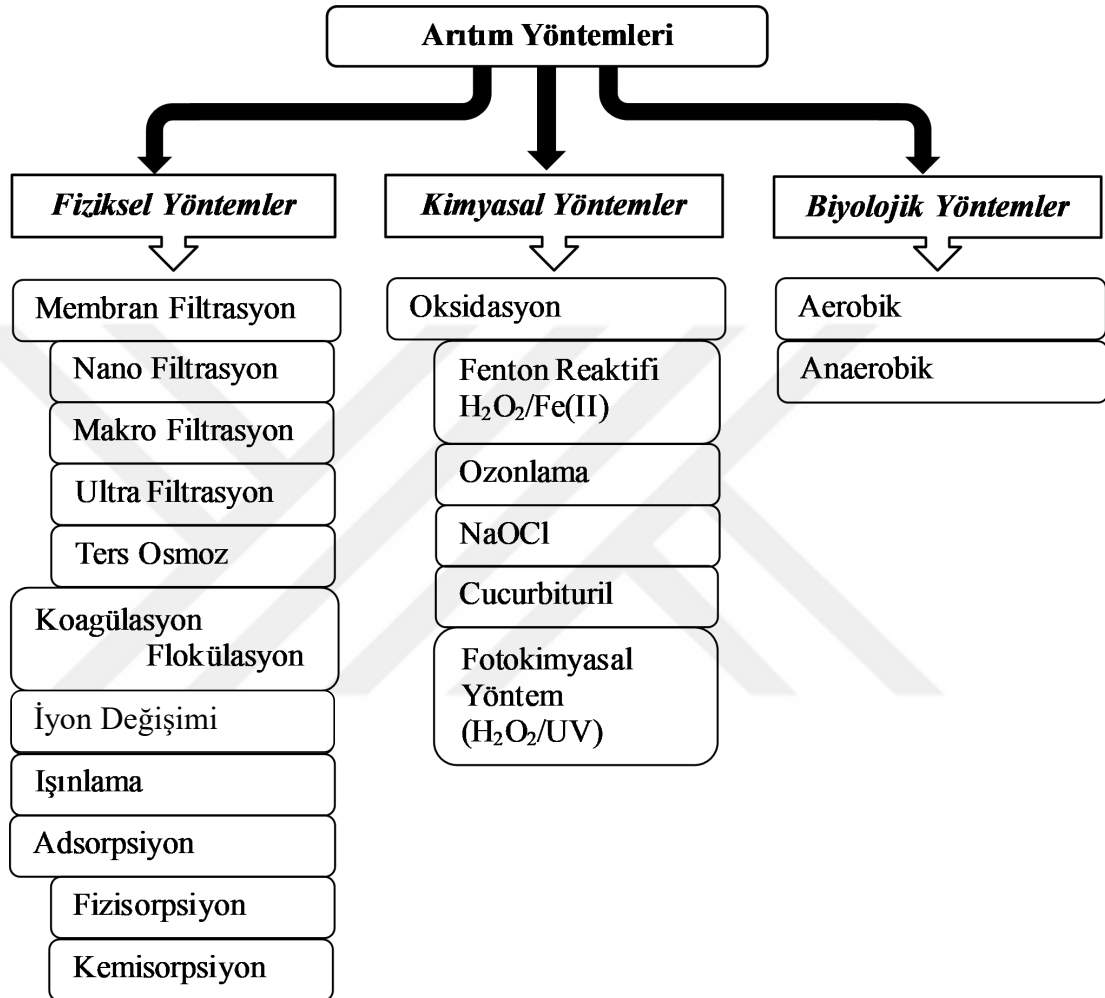 Arıtım Yöntemleri
Fiziksel Yöntemler
Membran Filtrasyon
Nano Filtrasyon
Makro Filtrasyon
Ultra Filtrasyon
Ters Osmoz
Koagülasyon
Flokülasyon
İyon Değişimi
Işınlama
Adsorpsiyon
Fizisorpsiyon
Kemisorpsiyon
Kimyasal Yöntemler
Oksidasyon
Fenton Reaktifi
H₂O₂/Fe(II)
Ozonlama
NaOCl
Cucurbituril
Fotokimyasal
Yöntem
(H₂O₂/UV)
Biyolojik Yöntemler
Aerobik
Anaerobik